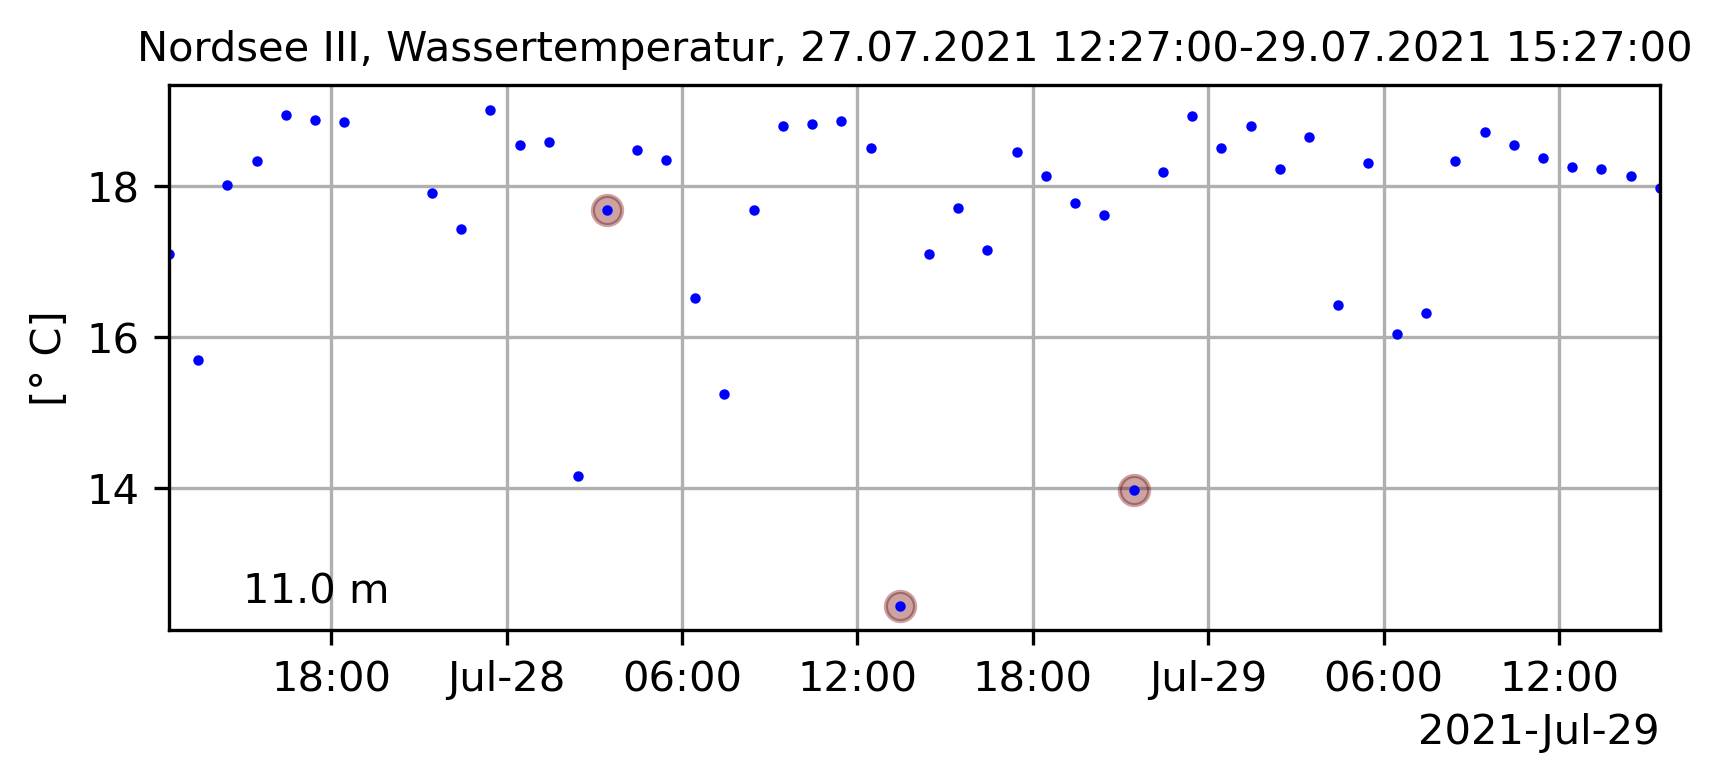 Nordsee III, Wassertemperatur, 27.07.2021 12:27:00-29.07.2021 15:27:00
[° C]
18
16
14
11.0 m
18:00 Jul-28 06:00 12:00 18:00 Jul-29 06:00 12:00
2021-Jul-29